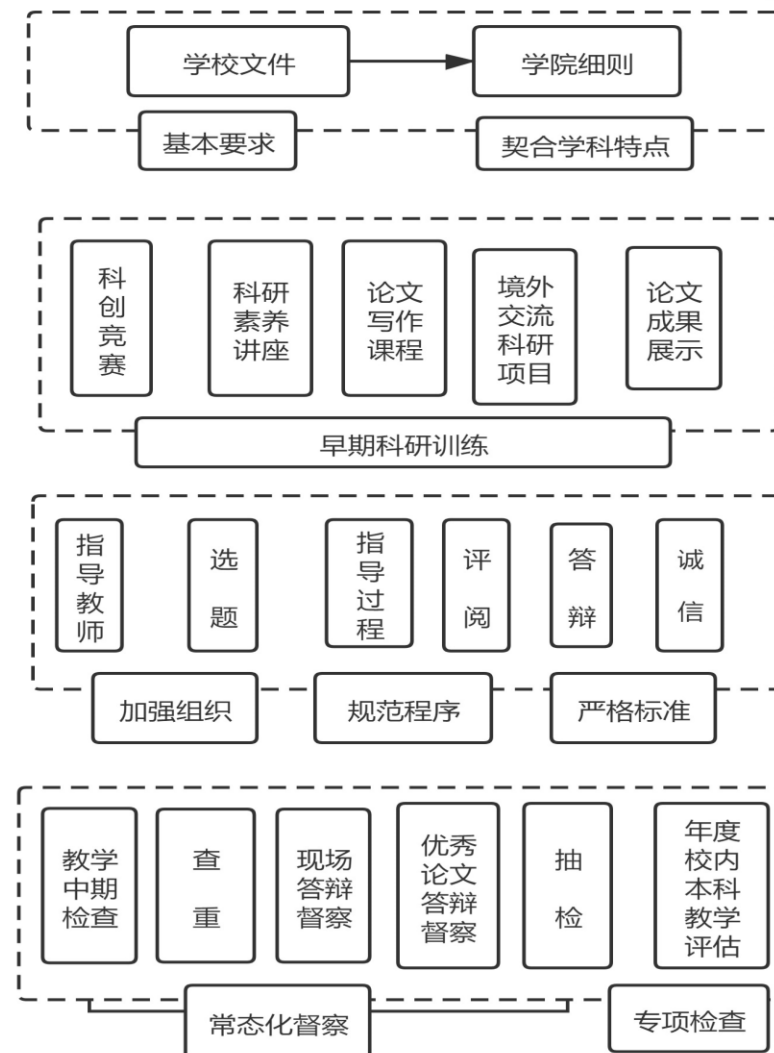 学校文件
学院细则
基本要求
契合学科特点
科
创
竞
赛
科研
素养
讲座
论文
写作
课程
境外
交流
科研
项目
论文
成果
展示
早期科研训练
指
导
教
师
选
题
指
导
过
程
评
阅
答
辩
诚
信
加强组织
规范程序
严格标准
教学
中期
检查
查
重
现场
答辩
督察
优秀
论文
答辩
督察
抽
检
年度
校内
本科
教学
评估
常态化督察
专项检查